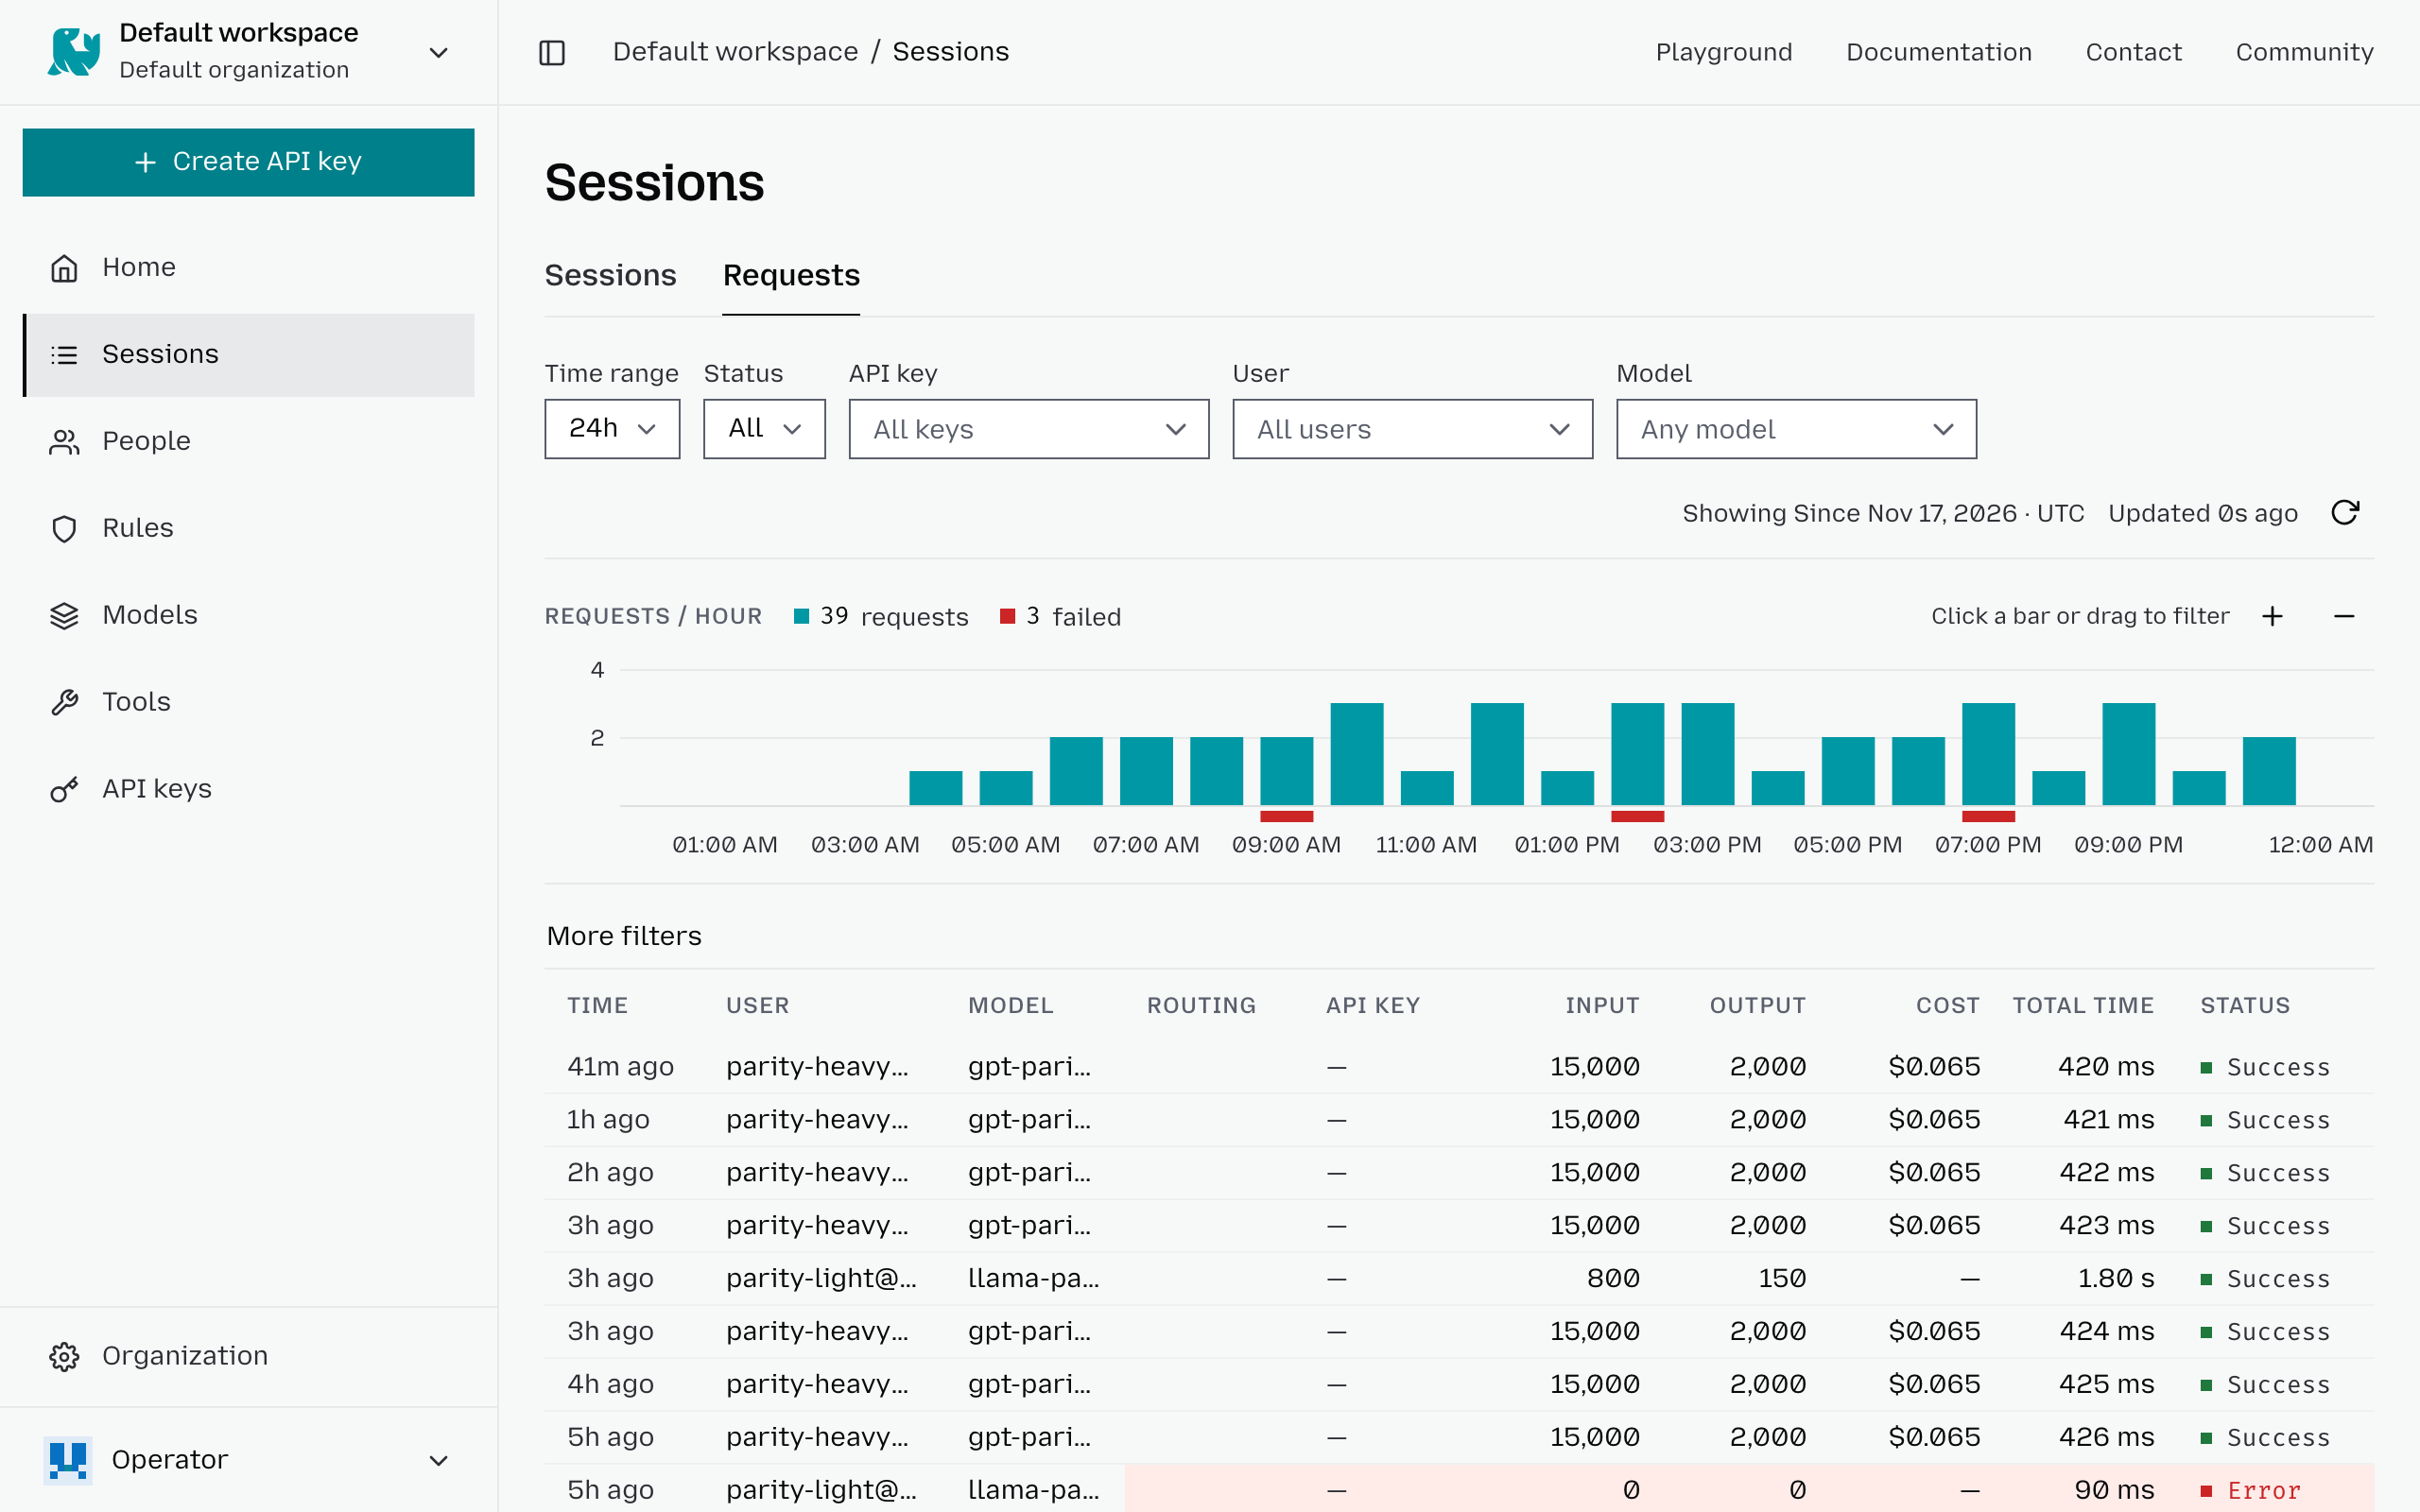 Default workspace
Default organization
Default workspace / Sessions
Playground
Documentation
Contact
Community
Create API key
Home
Sessions
People
Rules
Models
Tools
API keys
Organization
Operator
Sessions
Sessions
Requests
Time range
Status
API key
User
Model
24h
All
All keys
All users
Any model
Showing Since Nov 17, 2026 · UTC
Updated 0s ago
REQUESTS / HOUR
39 requests
3 failed
Click a bar or drag to filter
4
2
01:00 AM 03:00 AM 05:00 AM 07:00 AM 09:00 AM 11:00 AM 01:00 PM 03:00 PM 05:00 PM 07:00 PM 09:00 PM 12:00 AM
More filters
TIME USER MODEL ROUTING API KEY INPUT OUTPUT COST TOTAL TIME STATUS
41m ago parity-heavy... gpt-pari... — 15,000 2,000 $0.065 420 ms Success
1h ago parity-heavy... gpt-pari... — 15,000 2,000 $0.065 421 ms Success
2h ago parity-heavy... gpt-pari... — 15,000 2,000 $0.065 422 ms Success
3h ago parity-heavy... gpt-pari... — 15,000 2,000 $0.065 423 ms Success
3h ago parity-light@... llama-pa... — 800 150 — 1.80 s Success
3h ago parity-heavy... gpt-pari... — 15,000 2,000 $0.065 424 ms Success
4h ago parity-heavy... gpt-pari... — 15,000 2,000 $0.065 425 ms Success
5h ago parity-heavy... gpt-pari... — 15,000 2,000 $0.065 426 ms Success
5h ago parity-light@... llama-pa... — 0 0 — 90 ms Error